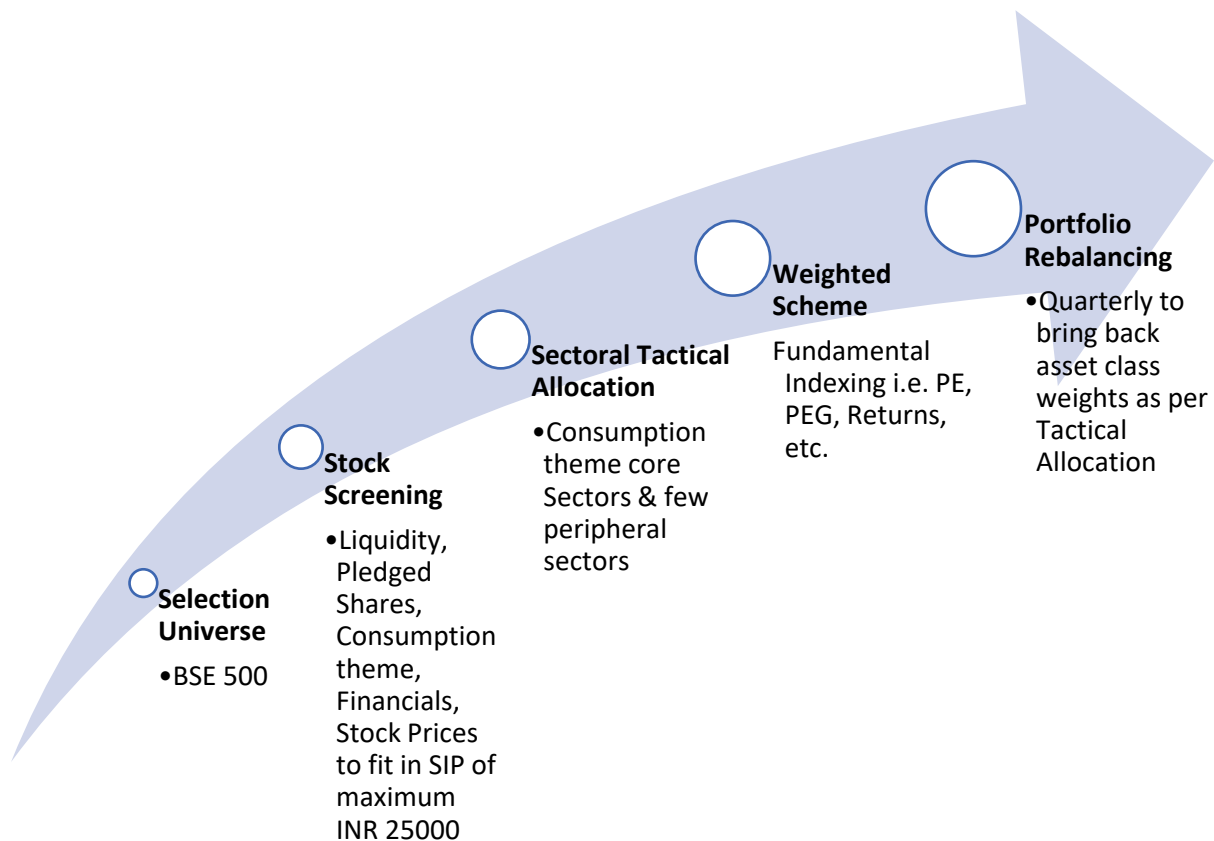 Selection
Universe
•BSE 500
Stock
Screening
•Liquidity,
Pledged
Shares,
Consumption
theme,
Financials,
Stock Prices
to fit in SIP of
maximum
INR 25000
Sectoral Tactical
Allocation
•Consumption
theme core
Sectors & few
peripheral
sectors
Weighted
Scheme
Fundamental
Indexing i.e. PE,
PEG, Returns,
etc.
Portfolio
Rebalancing
•Quarterly to
bring back
asset class
weights as per
Tactical
Allocation